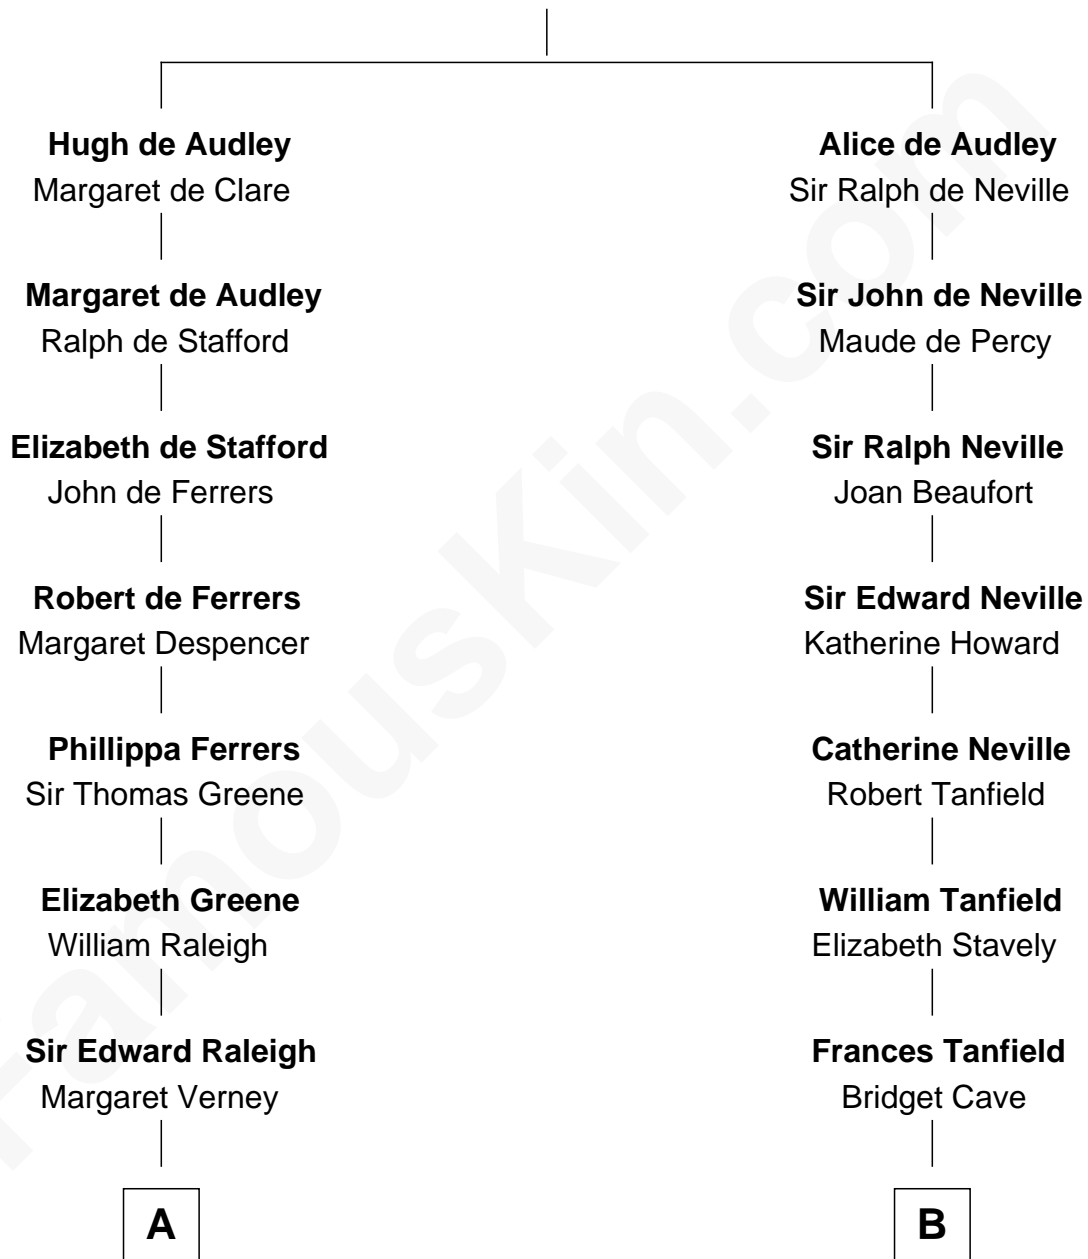 Hugh de Audley
Margaret de Clare
Margaret de Audley
Ralph de Stafford
Elizabeth de Stafford
John de Ferrers
Robert de Ferrers
Margaret Despencer
Phillippa Ferrers
Sir Thomas Greene
Elizabeth Greene
William Raleigh
Sir Edward Raleigh
Margaret Verney
A
Alice de Audley
Sir Ralph de Neville
Sir John de Neville
Maude de Percy
Sir Ralph Neville
Joan Beaufort
Sir Edward Neville
Katherine Howard
Catherine Neville
Robert Tanfield
William Tanfield
Elizabeth Stavely
Frances Tanfield
Bridget Cave
B
FamousKin.com